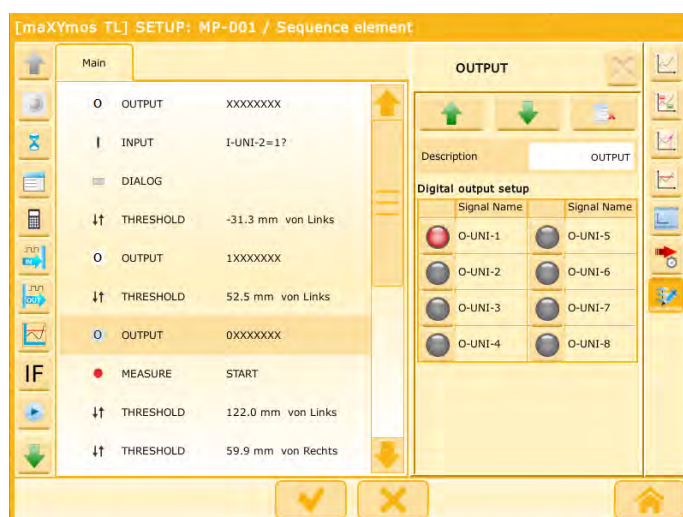 [maXYmos TL] SETUP: MP-001 / Sequence element
Main
O OUTPUT XXXXXXXX
I INPUT I-UNI-2=1?
DIALOG
↓↑ THRESHOLD -31.3 mm von Links
O OUTPUT 1XXXXXXX
↓↑ THRESHOLD 52.5 mm von Links
O OUTPUT 0XXXXXXX
MEASURE START
↓↑ THRESHOLD 122.0 mm von Links
↓↑ THRESHOLD 59.9 mm von Rechts
IN
OUT
IF
OUTPUT
Description OUTPUT
Digital output setup
Signal Name Signal Name
O-UNI-1 O-UNI-5
O-UNI-2 O-UNI-6
O-UNI-3 O-UNI-7
O-UNI-4 O-UNI-8